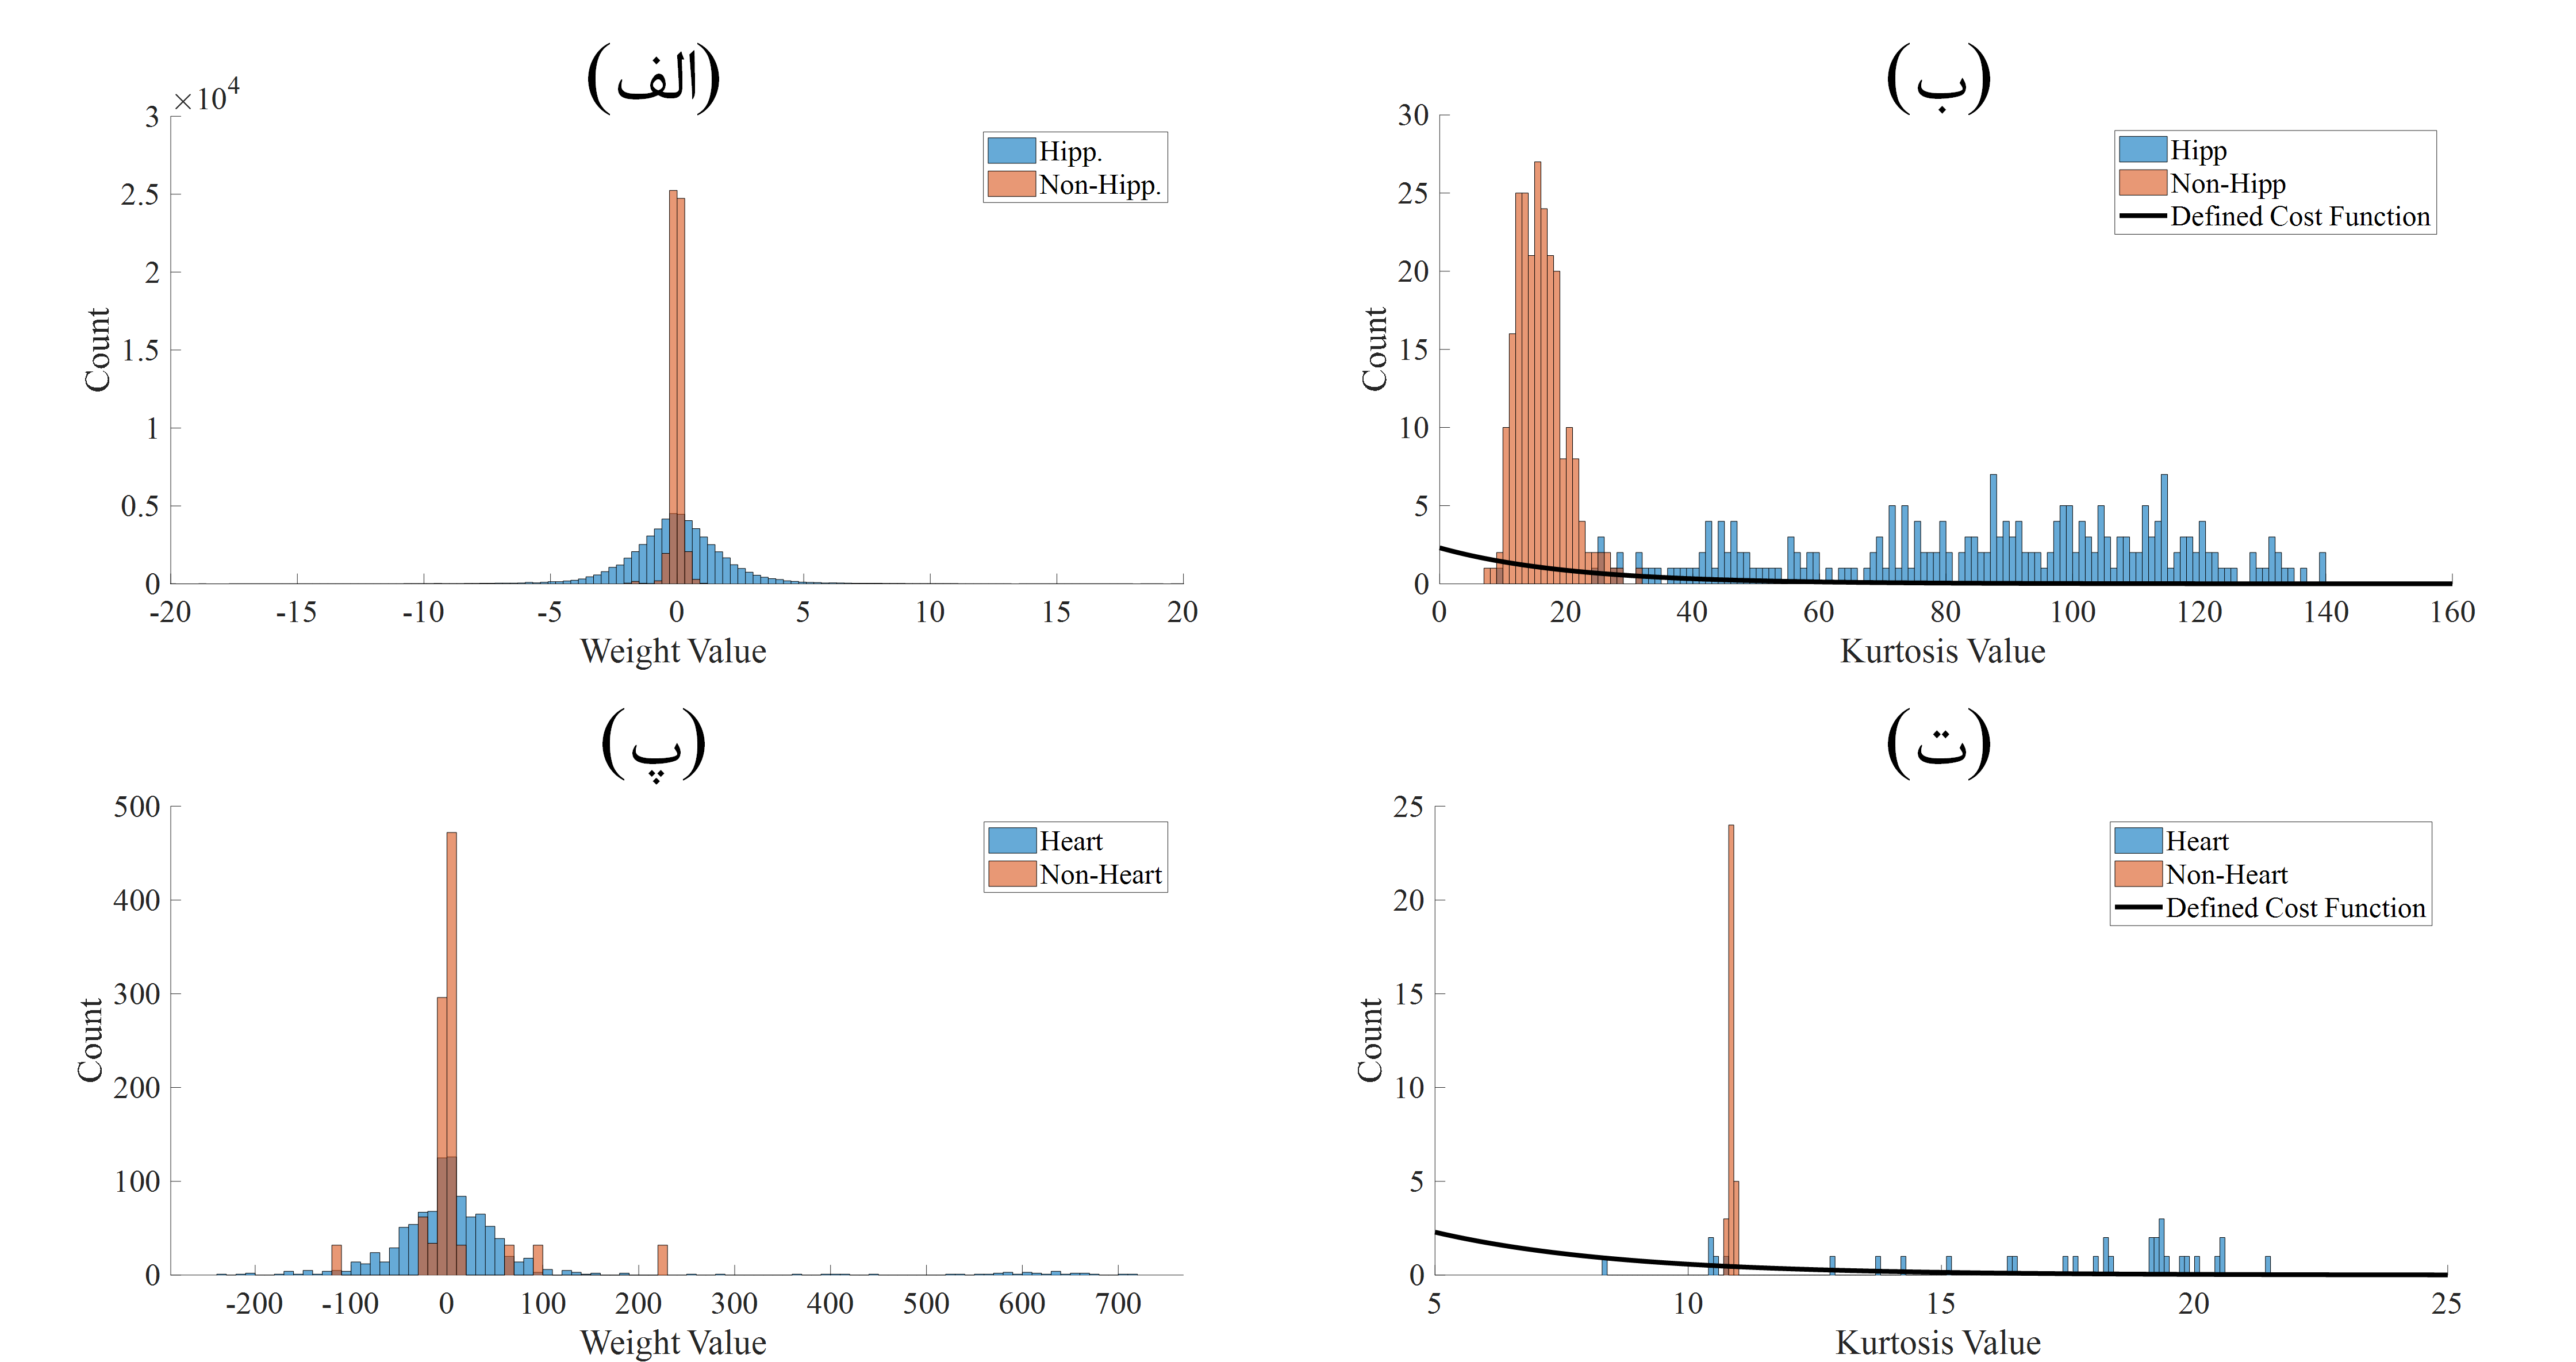 (الف)
×10⁴
3
2.5
2
1.5
1
0.5
0
Count
-20 -15 -10 -5 0 5 10 15 20
Weight Value
Hipp.
Non-Hipp.
(ب)
30
25
20
15
10
5
0
Count
0 20 40 60 80 100 120 140 160
Kurtosis Value
Hipp
Non-Hipp
Defined Cost Function
(پ)
500
400
300
200
100
0
Count
-200 -100 0 100 200 300 400 500 600 700
Weight Value
Heart
Non-Heart
(ت)
25
20
15
10
5
0
Count
5 10 15 20 25
Kurtosis Value
Heart
Non-Heart
Defined Cost Function